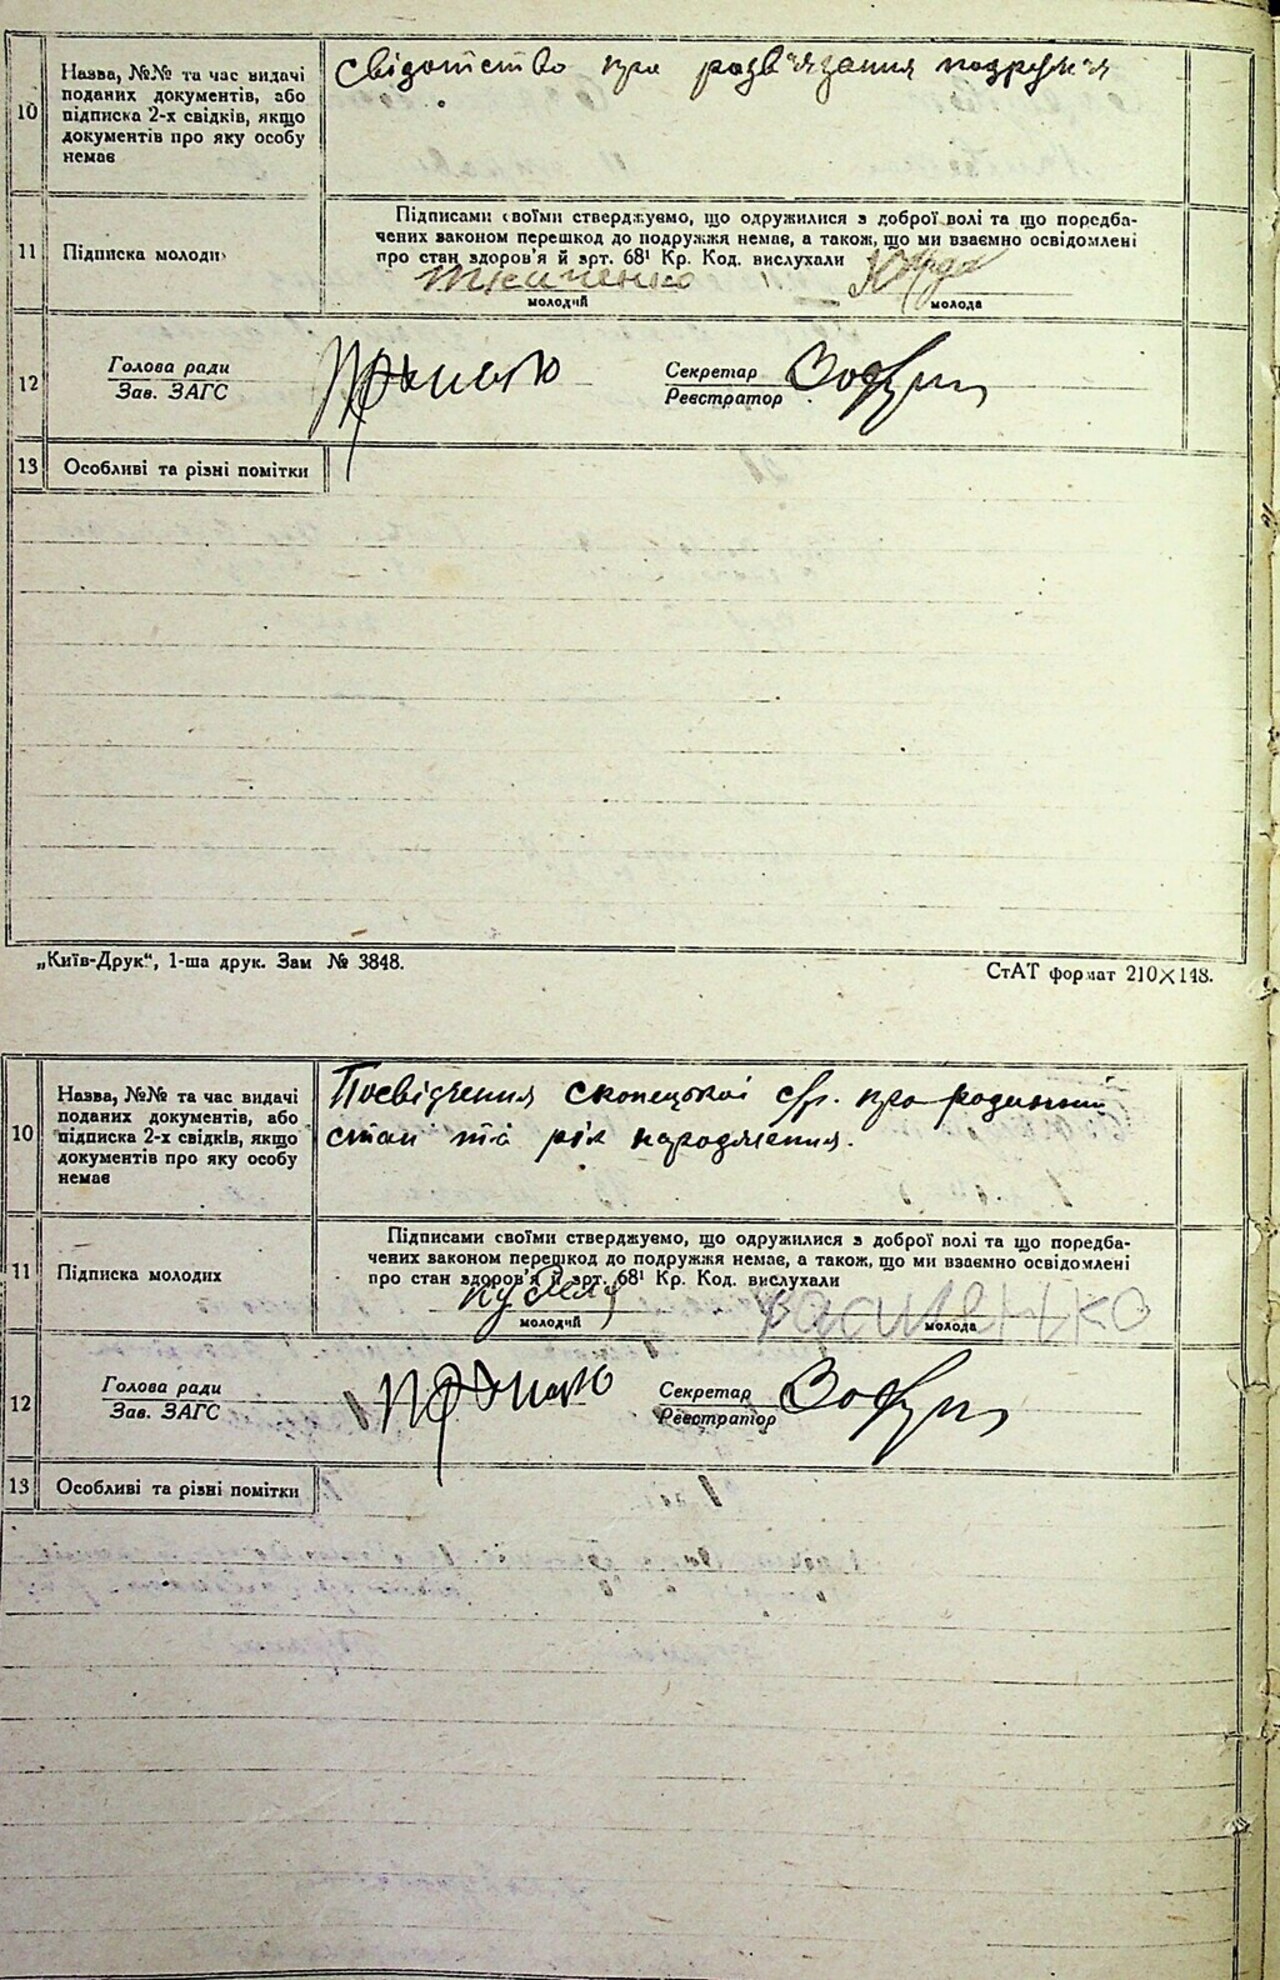 10
Назва, №№ та час видачі
поданих документів, або
підписка 2-х свідків, якщо
документів про яку особу
немає
свідотство про розв'язання подружжя
11
Підписка молоди
Підписами своїми стверджуємо, що одружилися з доброї волі та що поредба-
чених законом перешкод до подружжя немає, а також, що ми взаємно освідомлені
про стан здоров'я й арт. 68¹ Кр. Код. вислухали
молодий
молода
12
Голова ради
Зав. ЗАГС
Секретар
Реєстратор
13
Особливі та різні помітки
„Київ-Друк“, 1-ша друк. Зам № 3848.
СтАТ формат 210×148.
10
Назва, №№ та час видачі
поданих документів, або
підписка 2-х свідків, якщо
документів про яку особу
немає
Посвідчення скопецької с/р. про родинний
стан та рік народження.
11
Підписка молодих
Підписами своїми стверджуємо, що одружилися з доброї волі та що поредба-
чених законом перешкод до подружжя немає, а також, що ми взаємно освідомлені
про стан здоров'я й арт. 68¹ Кр. Код. вислухали
Василенко
молодий
молода
12
Голова ради
Зав. ЗАГС
Секретар
Реєстратор
13
Особливі та різні помітки